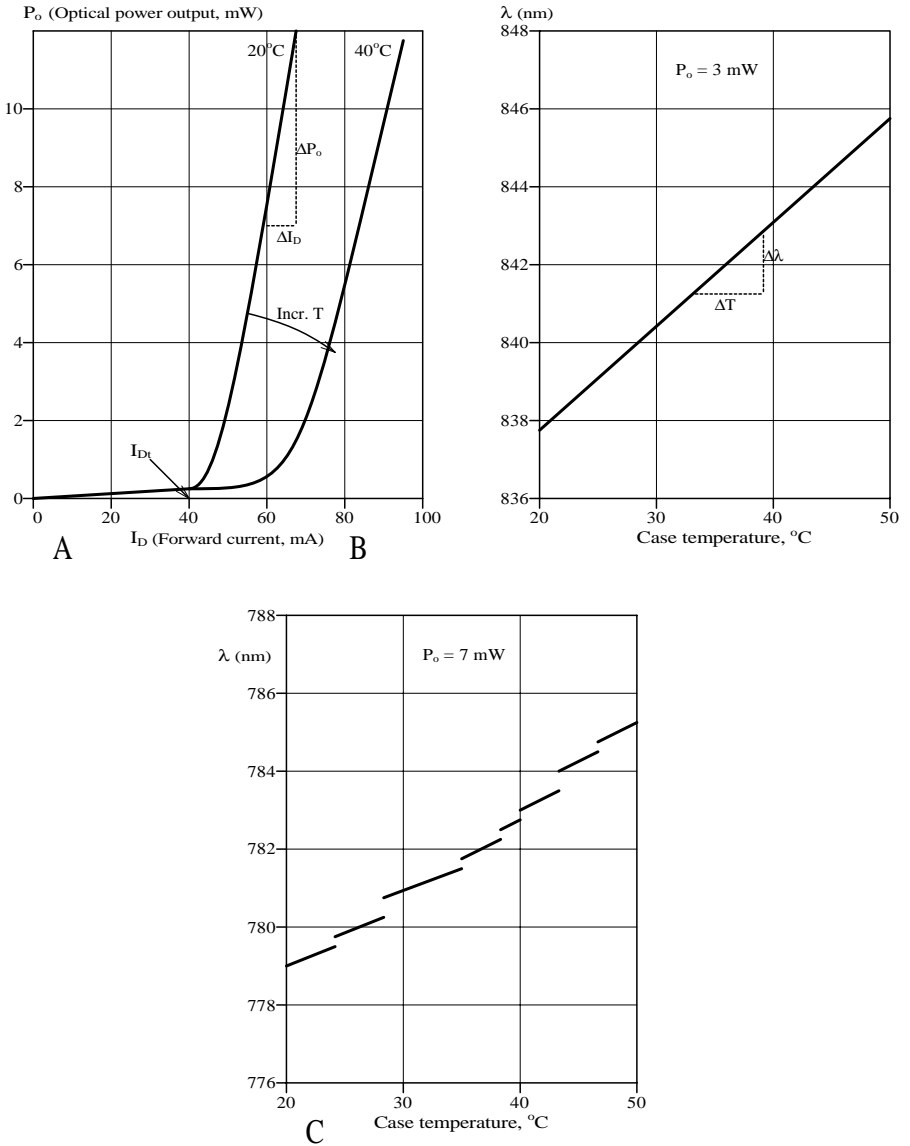 Pₒ (Optical power output, mW)
20°C
40°C
10
8
6
4
2
0
ΔPₒ
ΔI_D
Incr. T
I_Dt
0 20 40 60 80 100
I_D (Forward current, mA)
A
B
λ (nm)
848
846
844
842
840
838
836
Pₒ = 3 mW
Δλ
ΔT
20 30 40 50
Case temperature, °C
788
λ (nm)
786
784
782
780
778
776
Pₒ = 7 mW
20 30 40 50
Case temperature, °C
C